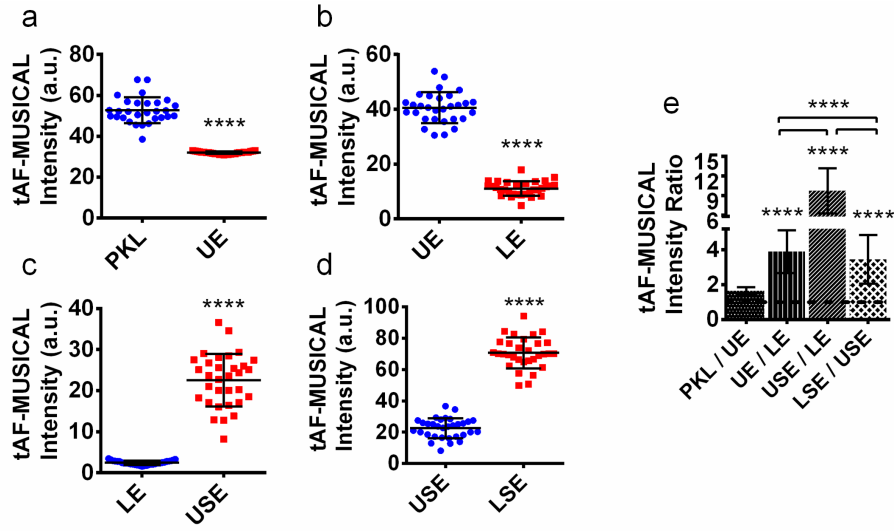 a
tAF-MUSICAL
Intensity (a.u.)
80
60
40
20
0
****
PKL
UE
b
tAF-MUSICAL
Intensity (a.u.)
60
40
20
0
****
UE
LE
c
tAF-MUSICAL
Intensity (a.u.)
40
30
20
10
0
****
LE
USE
d
tAF-MUSICAL
Intensity (a.u.)
100
80
60
40
20
0
****
USE
LSE
e
tAF-MUSICAL
Intensity Ratio
15
12
9
6
4
2
0
****
****
****
****
PKL / UE
UE / LE
USE / LE
LSE / USE